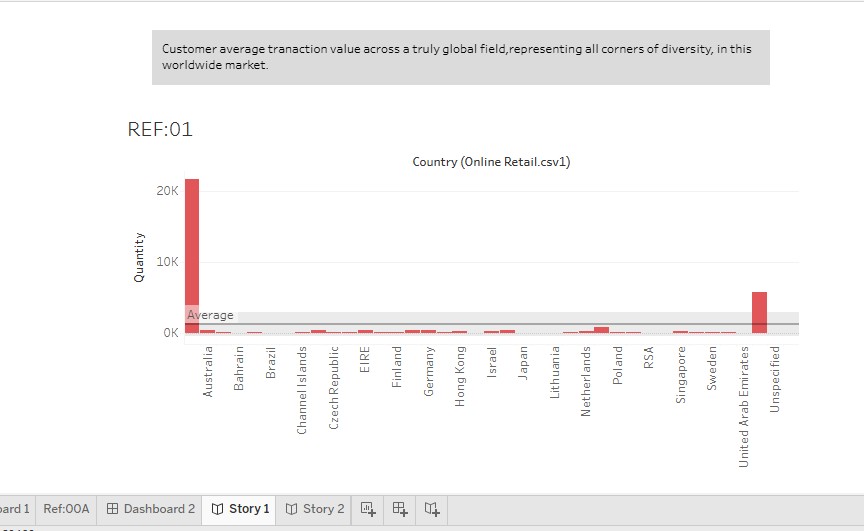 Customer average tranaction value across a truly global field,representing all corners of diversity, in this
worldwide market.
REF:01
Country (Online Retail.csv1)
Quantity
20K
10K
0K
Average
Australia
Bahrain
Brazil
Channel Islands
Czech Republic
EIRE
Finland
Germany
Hong Kong
Israel
Japan
Lithuania
Netherlands
Poland
RSA
Singapore
Sweden
United Arab Emirates
Unspecified
oard 1 Ref:00A Dashboard 2 Story 1 Story 2